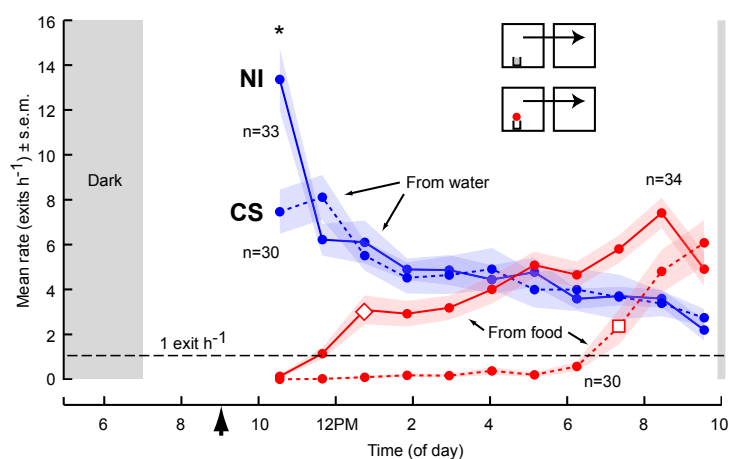 Mean rate (exits h⁻¹) ± s.e.m.
16
14
12
10
8
6
4
2
0
Dark
*
NI
n=33
CS
n=30
From water
n=34
From food
1 exit h⁻¹
n=30
6
8
10
12PM
2
4
6
8
10
Time (of day)